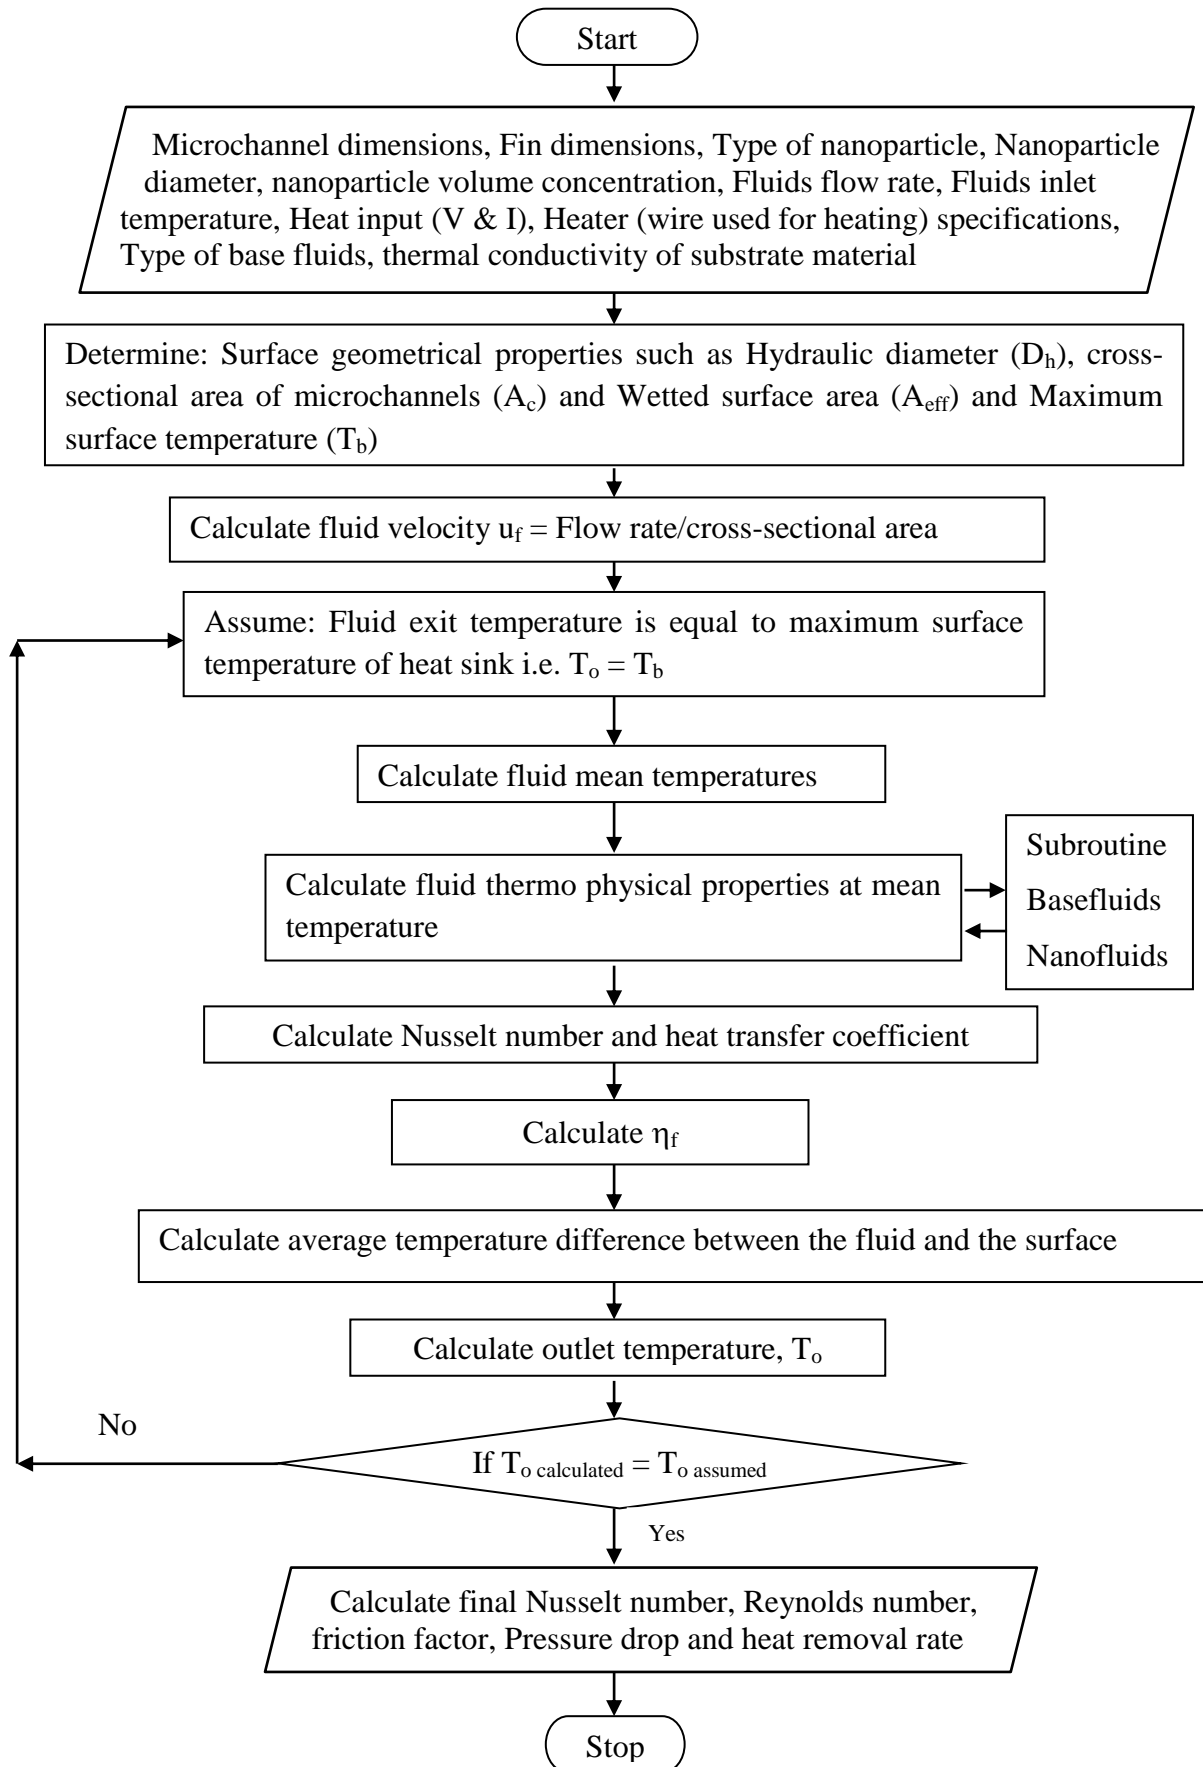 Start
Microchannel dimensions, Fin dimensions, Type of nanoparticle, Nanoparticle
diameter, nanoparticle volume concentration, Fluids flow rate, Fluids inlet
temperature, Heat input (V & I), Heater (wire used for heating) specifications,
Type of base fluids, thermal conductivity of substrate material
Determine: Surface geometrical properties such as Hydraulic diameter (Dh), cross-
sectional area of microchannels (Ac) and Wetted surface area (Aeff) and Maximum
surface temperature (Tb)
Calculate fluid velocity uf = Flow rate/cross-sectional area
Assume: Fluid exit temperature is equal to maximum surface
temperature of heat sink i.e. To = Tb
Calculate fluid mean temperatures
Calculate fluid thermo physical properties at mean
temperature
Subroutine
Basefluids
Nanofluids
Calculate Nusselt number and heat transfer coefficient
Calculate ηf
Calculate average temperature difference between the fluid and the surface
Calculate outlet temperature, To
No
If To calculated = To assumed
Yes
Calculate final Nusselt number, Reynolds number,
friction factor, Pressure drop and heat removal rate
Stop